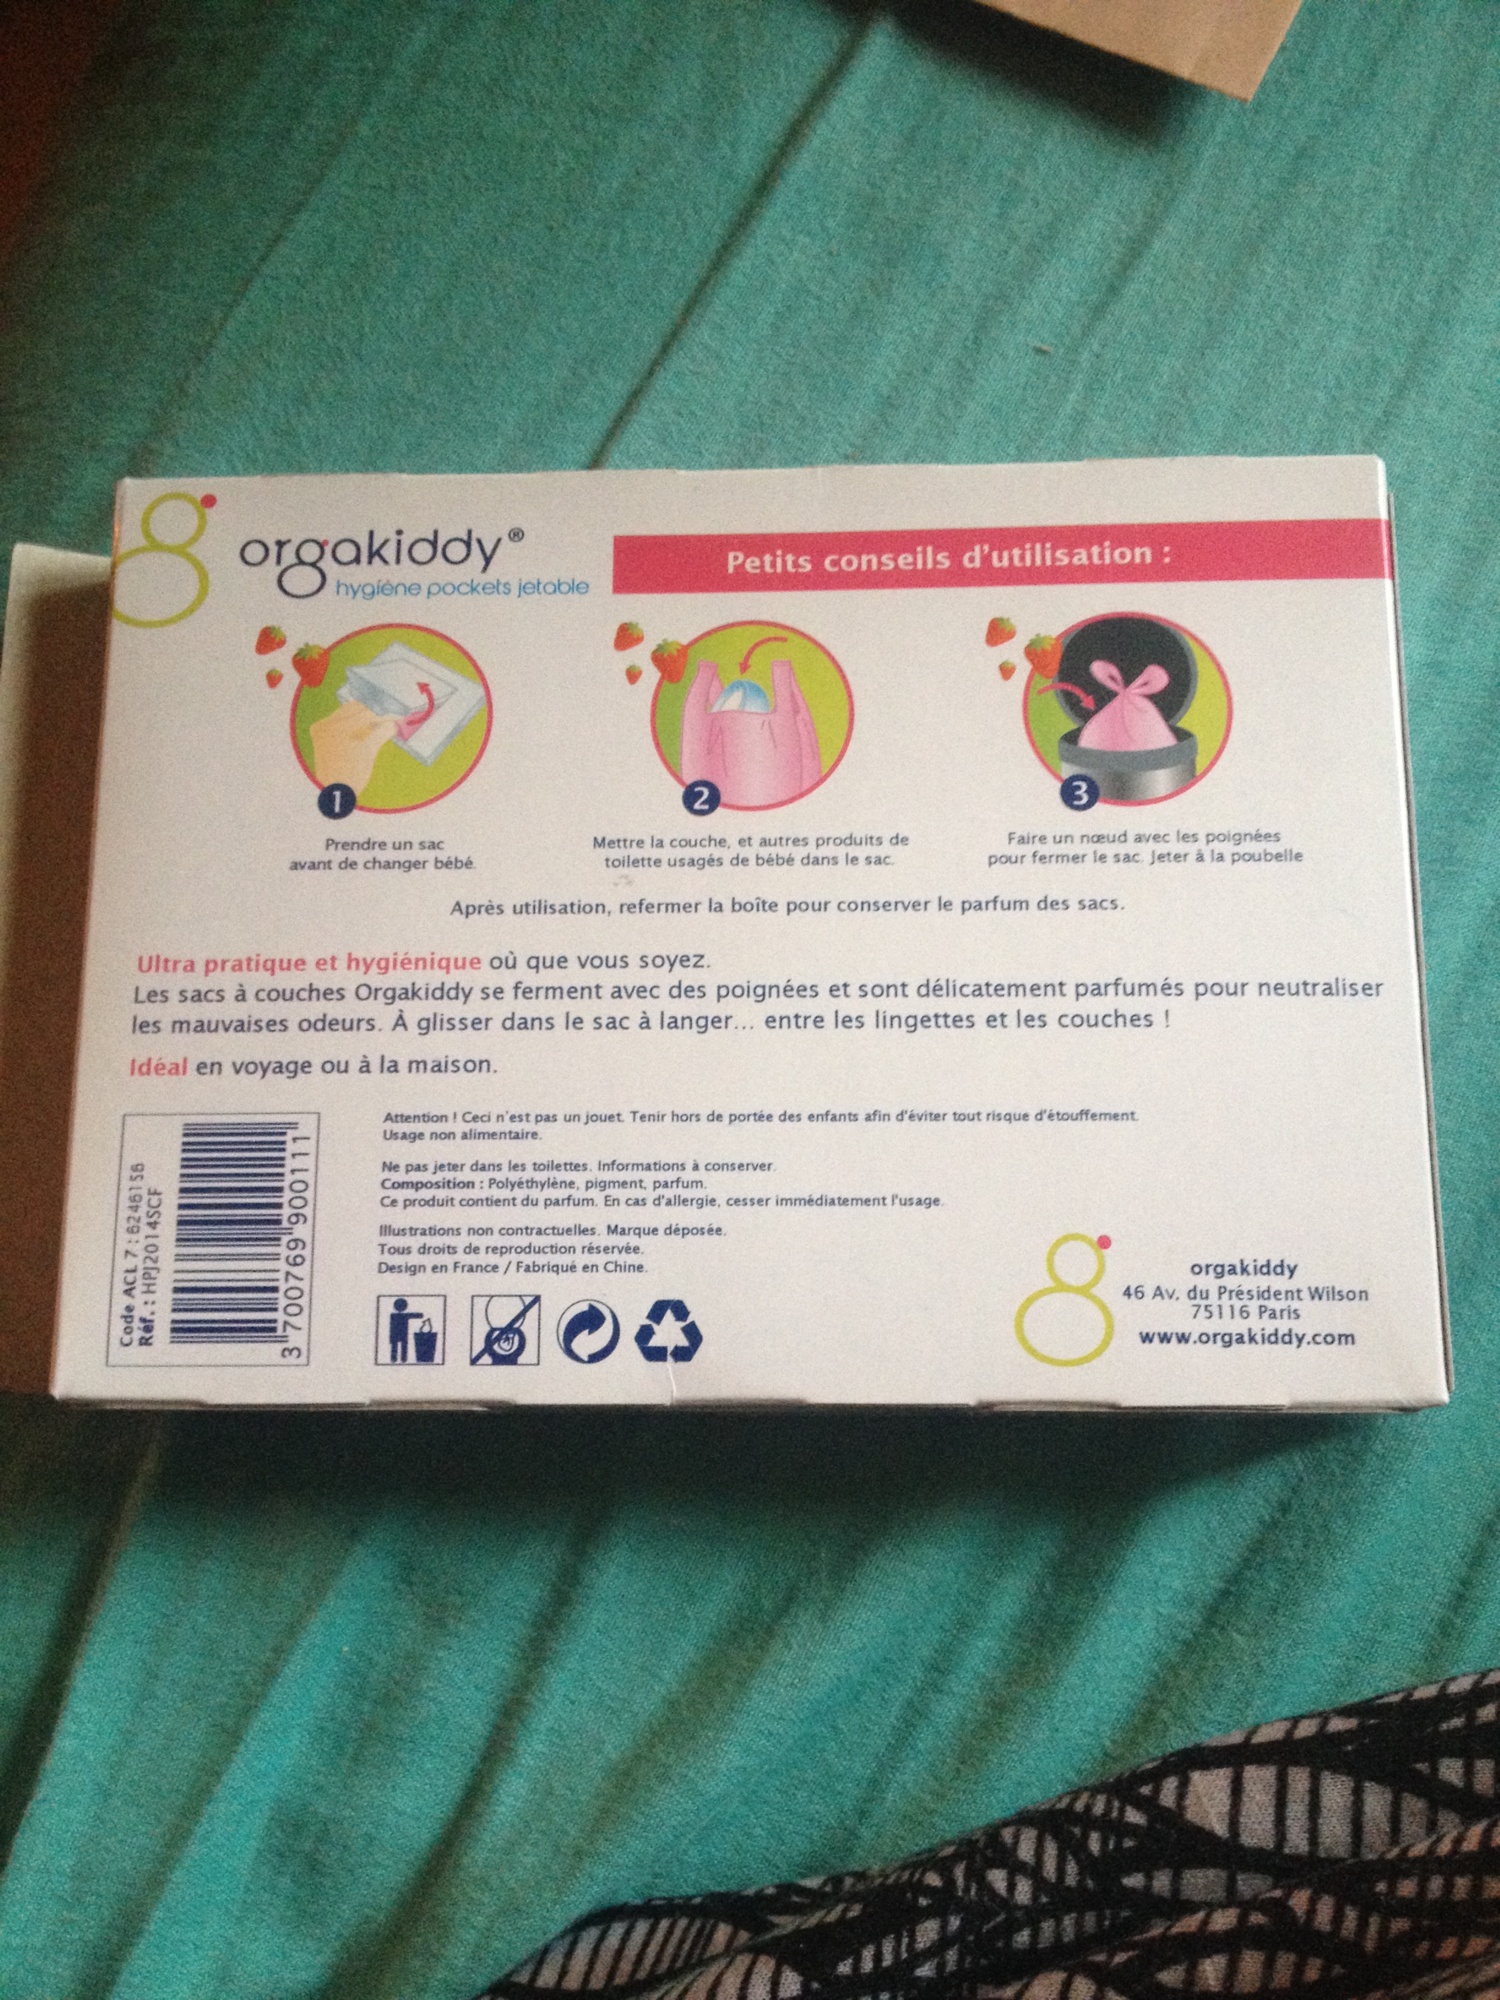 orgakiddy®
hygiène pockets jetable
Petits conseils d'utilisation :
1
Prendre un sac
avant de changer bébé.
2
Mettre la couche, et autres produits de
toilette usagés de bébé dans le sac.
3
Faire un nœud avec les poignées
pour fermer le sac. Jeter à la poubelle
Après utilisation, refermer la boîte pour conserver le parfum des sacs.
Ultra pratique et hygiénique où que vous soyez.
Les sacs à couches Orgakiddy se ferment avec des poignées et sont délicatement parfumés pour neutraliser
les mauvaises odeurs. À glisser dans le sac à langer... entre les lingettes et les couches !
Idéal en voyage ou à la maison.
Code ACL 7 : 6246156
Réf. : HPJ2014SCF
3 700769 900111
Attention ! Ceci n'est pas un jouet. Tenir hors de portée des enfants afin d'éviter tout risque d'étouffement.
Usage non alimentaire.
Ne pas jeter dans les toilettes. Informations à conserver.
Composition : Polyéthylène, pigment, parfum.
Ce produit contient du parfum. En cas d'allergie, cesser immédiatement l'usage.
Illustrations non contractuelles. Marque déposée.
Tous droits de reproduction réservée.
Design en France / Fabriqué en Chine.
orgakiddy
46 Av. du Président Wilson
75116 Paris
www.orgakiddy.com